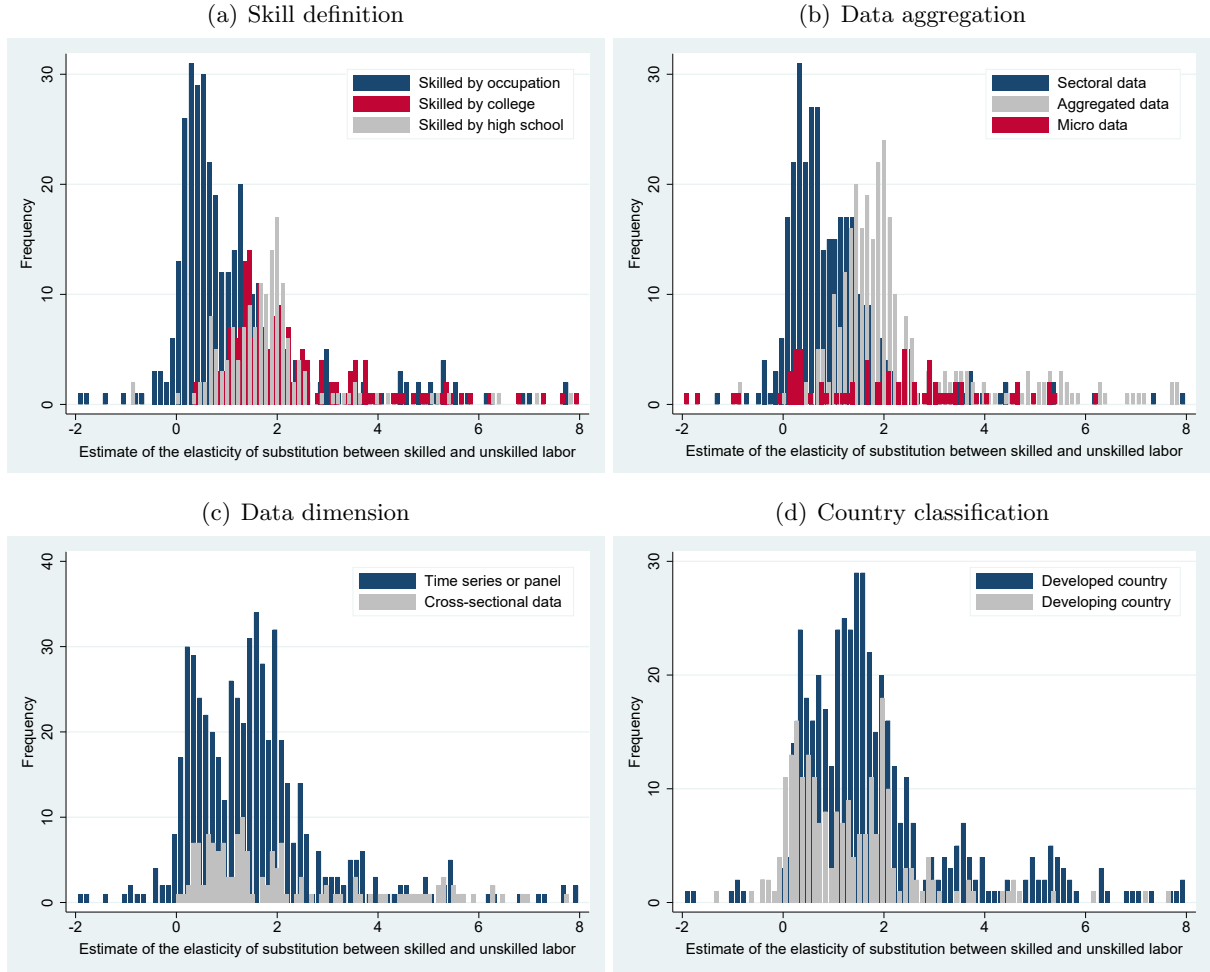 (a) Skill definition
30
20
10
0
Frequency
Skilled by occupation
Skilled by college
Skilled by high school
-2 0 2 4 6 8
Estimate of the elasticity of substitution between skilled and unskilled labor
(b) Data aggregation
30
20
10
0
Frequency
Sectoral data
Aggregated data
Micro data
-2 0 2 4 6 8
Estimate of the elasticity of substitution between skilled and unskilled labor
(c) Data dimension
40
30
20
10
0
Frequency
Time series or panel
Cross-sectional data
-2 0 2 4 6 8
Estimate of the elasticity of substitution between skilled and unskilled labor
(d) Country classification
30
20
10
0
Frequency
Developed country
Developing country
-2 0 2 4 6 8
Estimate of the elasticity of substitution between skilled and unskilled labor